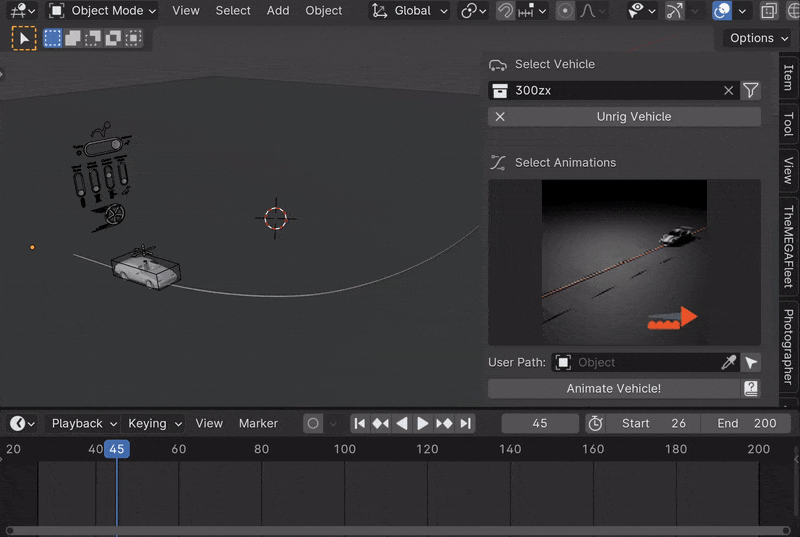 Object Mode View Select Add Object Global
Options
Select Vehicle
300zx
Unrig Vehicle
Select Animations
User Path: Object
Animate Vehicle!
Item
Tool
View
TheMEGAFleet
Photographer
Playback Keying View Marker 45 Start 26 End 200
20 40 45 60 80 100 120 140 160 180 200